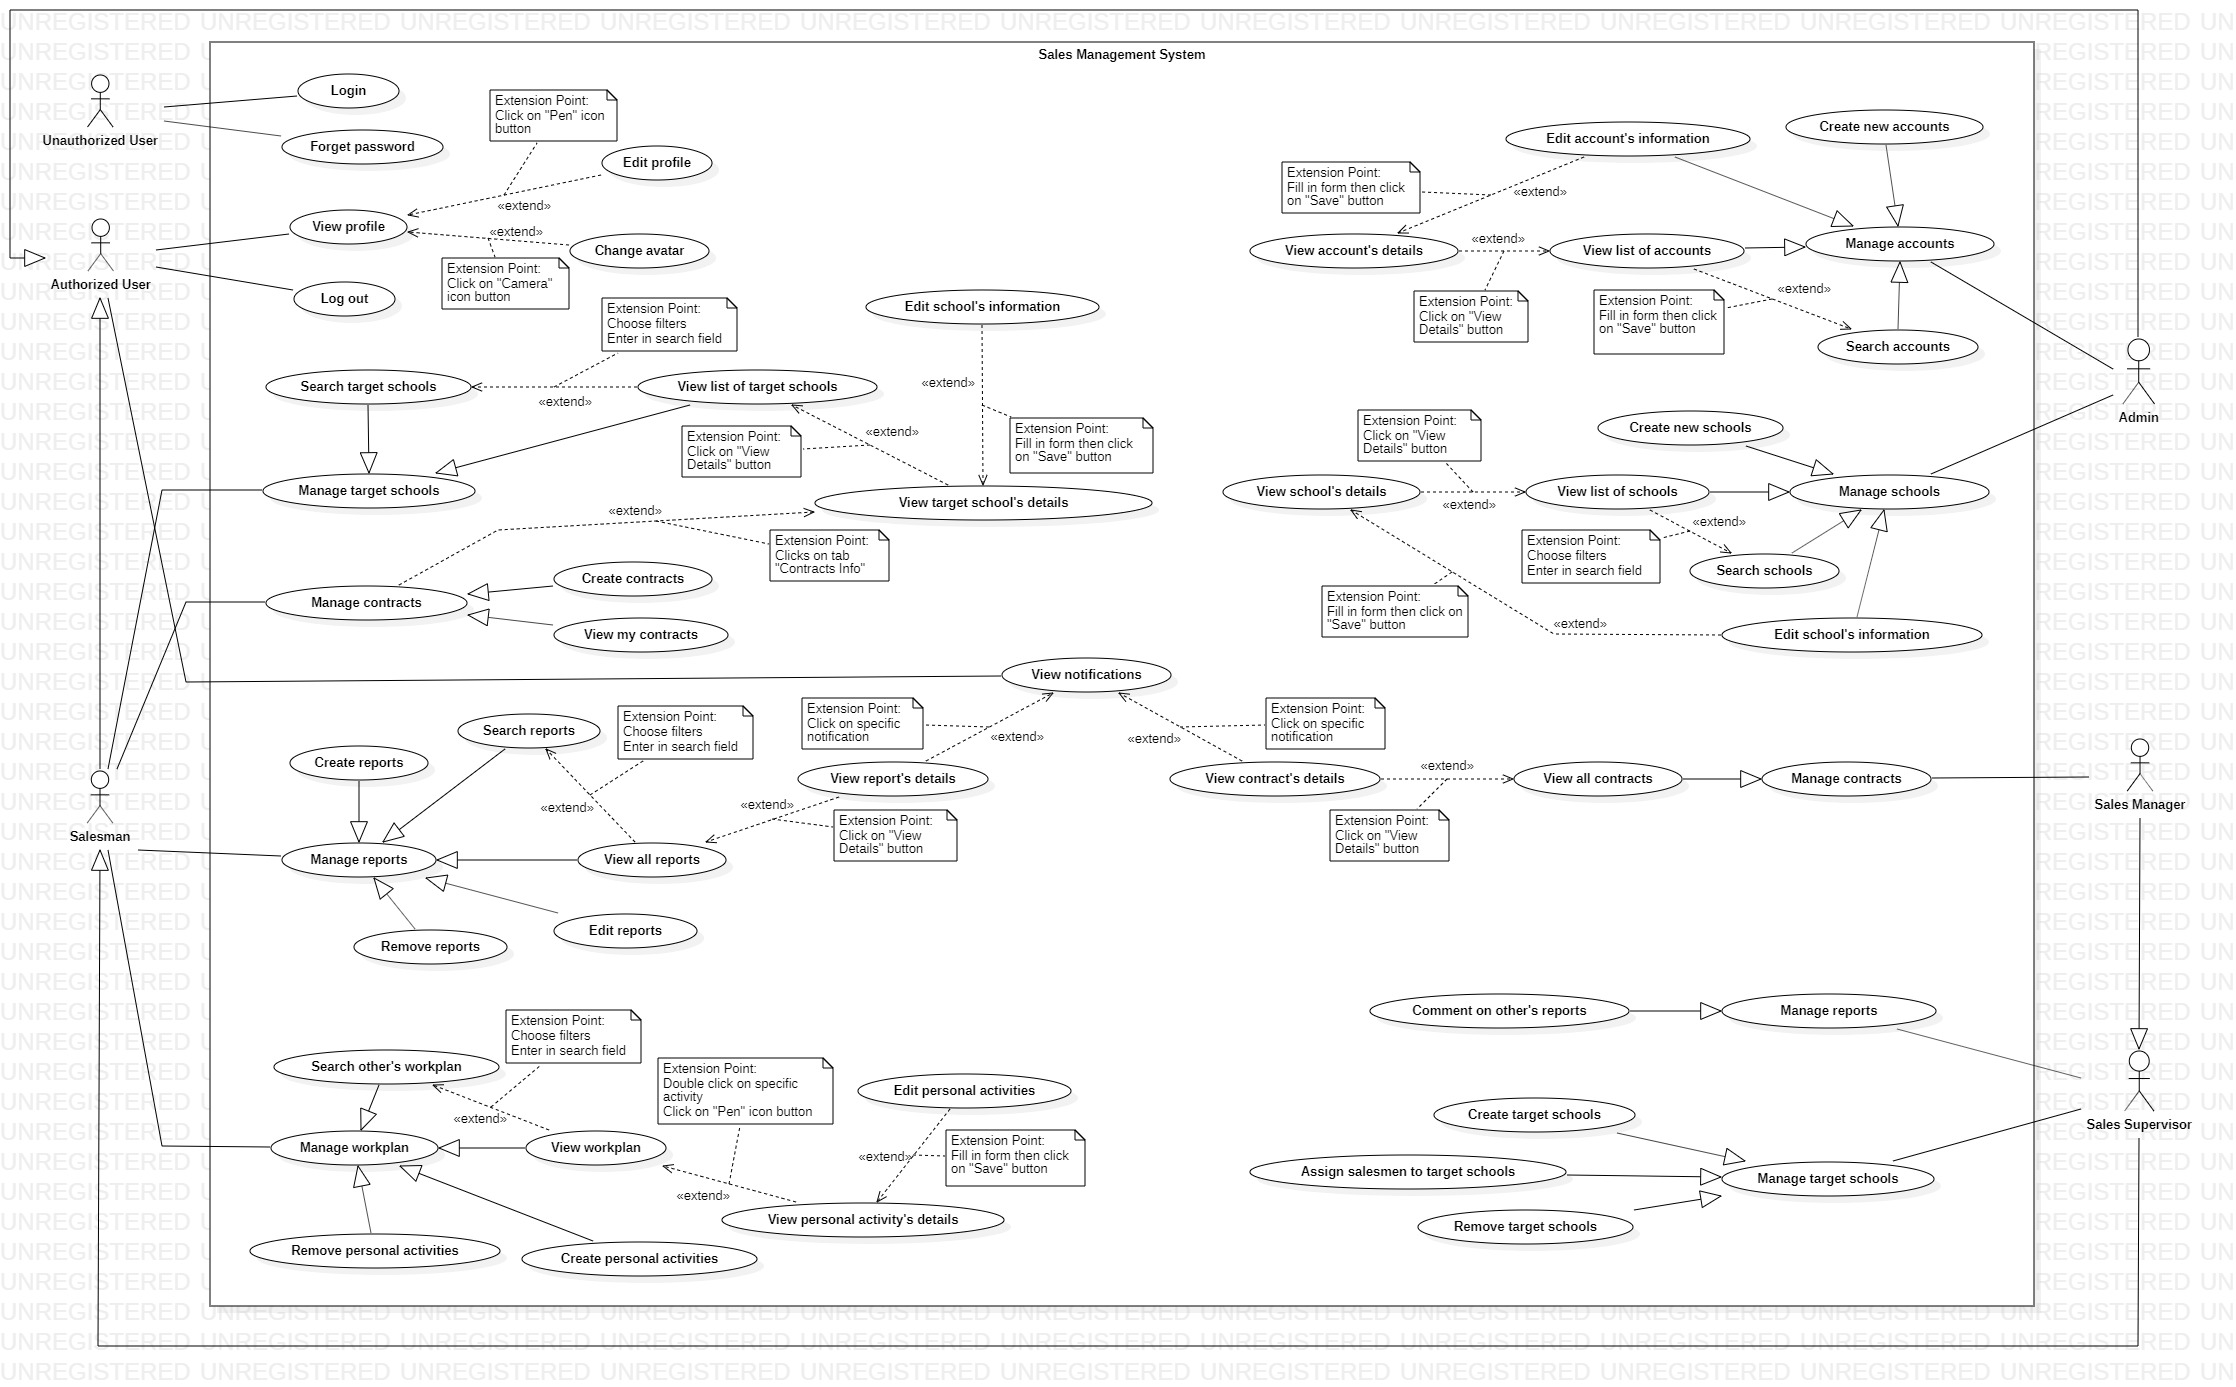 Sales Management System
Unauthorized User
Login
Forget password
Extension Point:
Click on "Pen" icon
button
Edit profile
«extend»
View profile
Authorized User
«extend»
Change avatar
Extension Point:
Click on "Camera"
icon button
Log out
Extension Point:
Choose filters
Enter in search field
Search target schools
«extend»
View list of target schools
Edit school's information
«extend»
Extension Point:
Fill in form then click
on "Save" button
«extend»
Extension Point:
Click on "View
Details" button
Manage target schools
View target school's details
«extend»
Extension Point:
Clicks on tab
"Contracts Info"
Manage contracts
Create contracts
View my contracts
Edit account's information
Create new accounts
Extension Point:
Fill in form then click
on "Save" button
«extend»
View account's details
«extend»
View list of accounts
Manage accounts
Extension Point:
Click on "View
Details" button
Extension Point:
Fill in form then click
on "Save" button
«extend»
Search accounts
Admin
Extension Point:
Click on "View
Details" button
Create new schools
View school's details
«extend»
View list of schools
Manage schools
«extend»
Extension Point:
Choose filters
Enter in search field
Search schools
Extension Point:
Fill in form then click on
"Save" button
«extend»
Edit school's information
View notifications
Extension Point:
Click on specific
notification
«extend»
Extension Point:
Click on specific
notification
«extend»
Search reports
Extension Point:
Choose filters
Enter in search field
Create reports
«extend»
View report's details
«extend»
Extension Point:
Click on "View
Details" button
Salesman
Manage reports
View all reports
Remove reports
Edit reports
View contract's details
«extend»
View all contracts
Manage contracts
Sales Manager
Extension Point:
Click on "View
Details" button
Comment on other's reports
Manage reports
Sales Supervisor
Create target schools
Assign salesmen to target schools
Manage target schools
Remove target schools
Extension Point:
Choose filters
Enter in search field
Search other's workplan
«extend»
Extension Point:
Double click on specific
activity
Click on "Pen" icon button
Edit personal activities
«extend»
Extension Point:
Fill in form then click
on "Save" button
Manage workplan
View workplan
«extend»
View personal activity's details
Remove personal activities
Create personal activities
UNREGISTERED